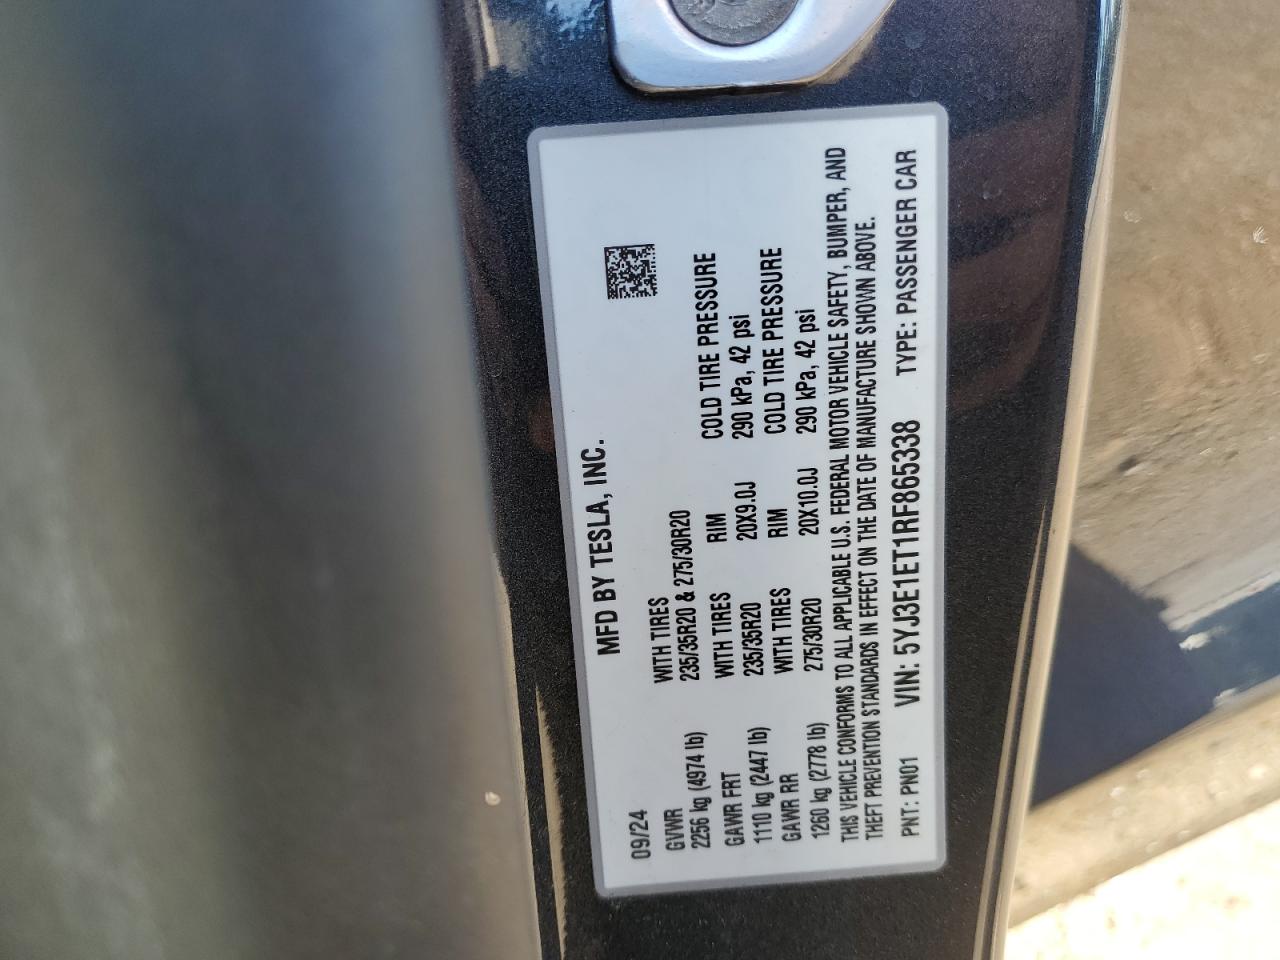 MFD BY TESLA, INC.
09/24
GVWR WITH TIRES
2256 kg (4974 lb) 235/35R20 & 275/30R20
GAWR FRT WITH TIRES RIM COLD TIRE PRESSURE
1110 kg (2447 lb) 235/35R20 20X9.0J 290 kPa, 42 psi
GAWR RR WITH TIRES RIM COLD TIRE PRESSURE
1260 kg (2778 lb) 275/30R20 20X10.0J 290 kPa, 42 psi
THIS VEHICLE CONFORMS TO ALL APPLICABLE U.S. FEDERAL MOTOR VEHICLE SAFETY, BUMPER, AND
THEFT PREVENTION STANDARDS IN EFFECT ON THE DATE OF MANUFACTURE SHOWN ABOVE.
PNT: PN01 VIN: 5YJ3E1ET1RF865338 TYPE: PASSENGER CAR